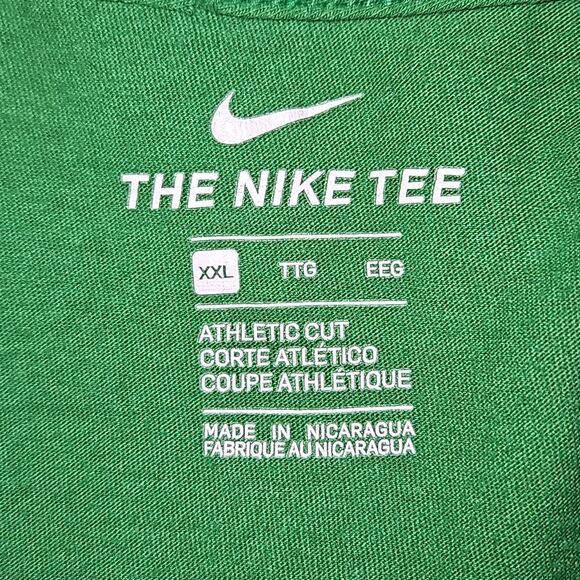 THE NIKE TEE
XXL TTG EEG
ATHLETIC CUT
CORTE ATLÉTICO
COUPE ATHLÉTIQUE
MADE IN NICARAGUA
FABRIQUE AU NICARAGUA